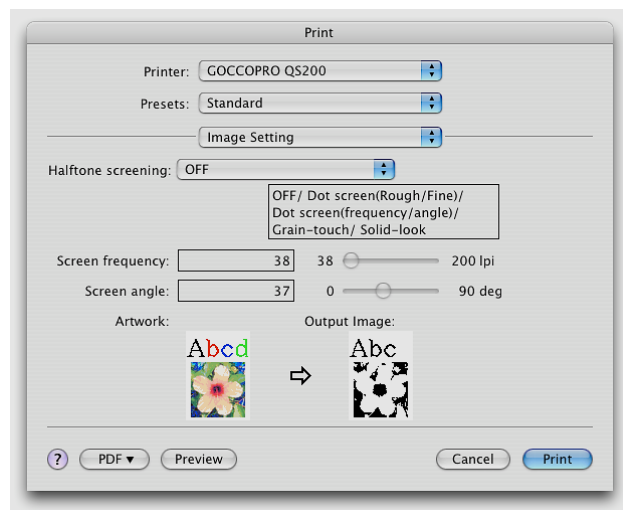 Print
Printer: GOCCOPRO QS200
Presets: Standard
Image Setting
Halftone screening: OFF
OFF/ Dot screen(Rough/Fine)/
Dot screen(frequency/angle)/
Grain-touch/ Solid-look
Screen frequency: 38 38 200 lpi
Screen angle: 37 0 90 deg
Artwork: Output Image:
Abcd Abc
? PDF▼ Preview Cancel Print